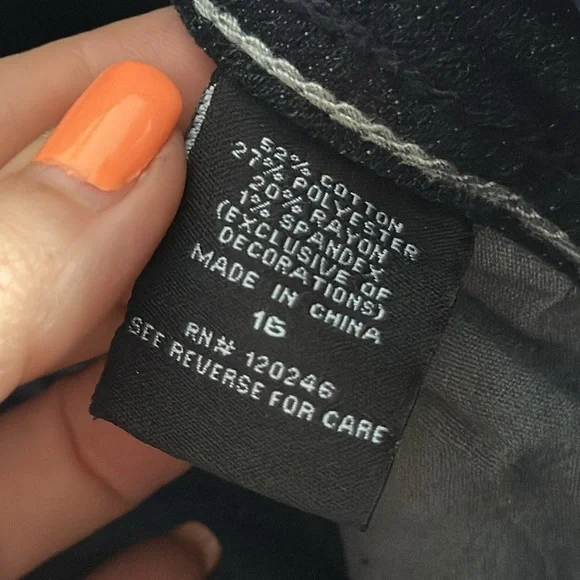 52% COTTON
27% POLYESTER
20% RAYON
1% SPANDEX
(EXCLUSIVE OF
DECORATIONS)
MADE IN CHINA
16
RN# 120246
SEE REVERSE FOR CARE